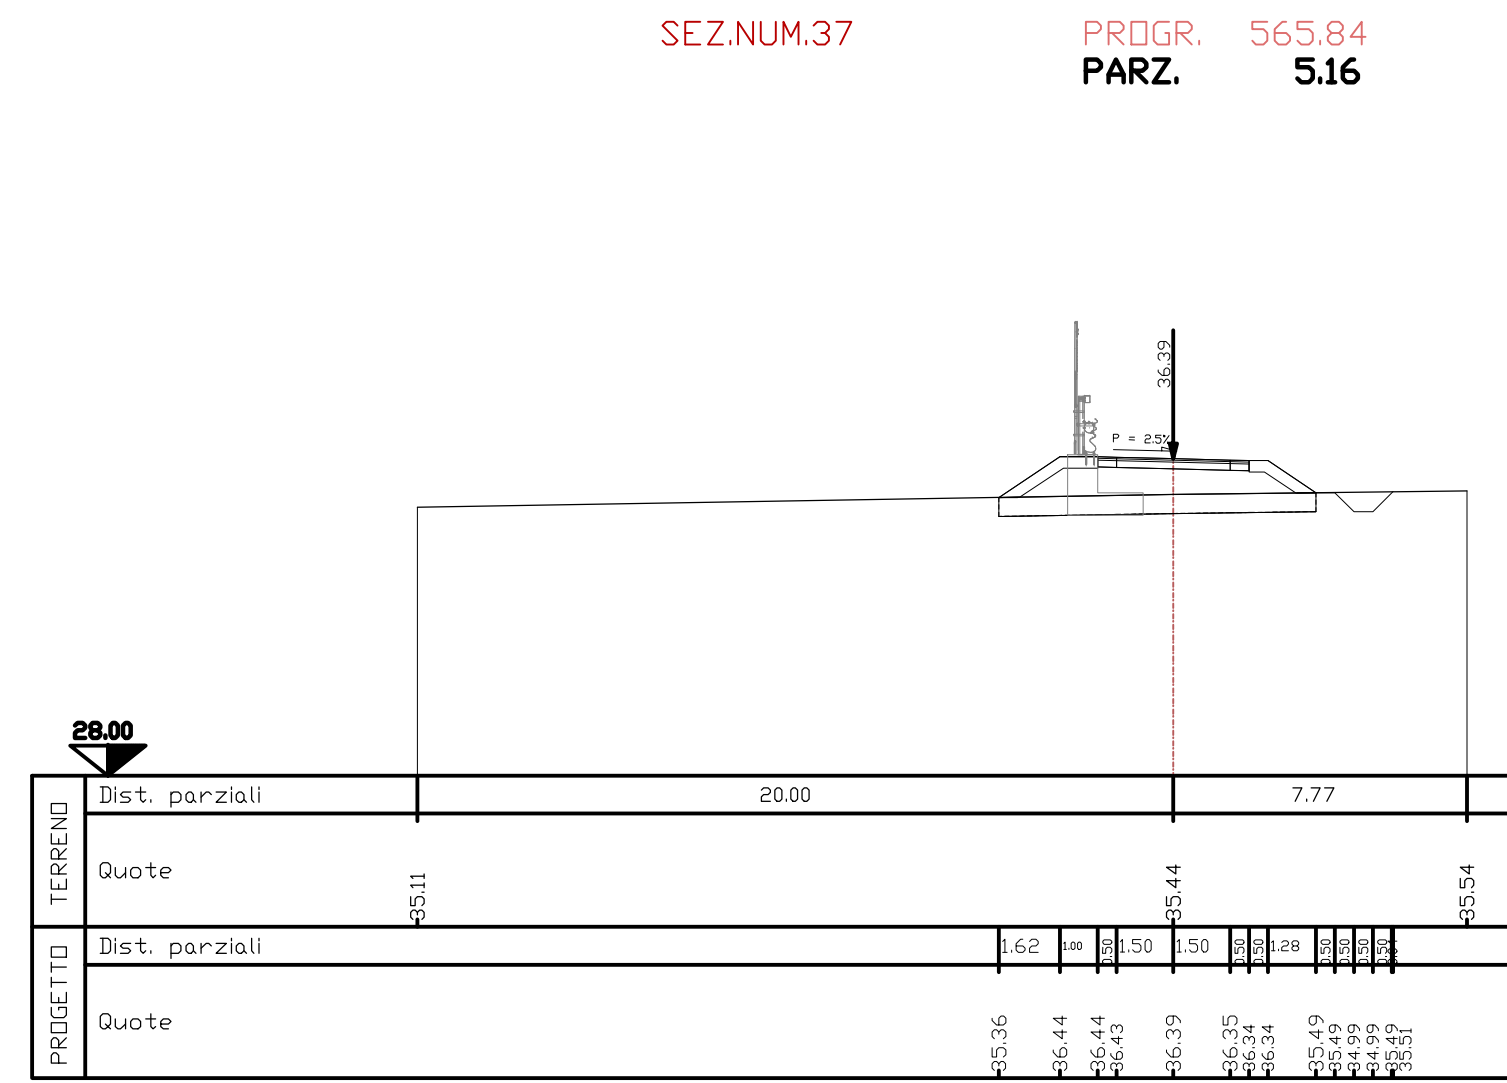 SEZ.NUM.37
PROGR. 565.84
PARZ. 5.16
36.39
P = 2.5%
28.00
TERRENO
Dist. parziali 20.00 7.77
Quote 35.11 35.44 35.54
PROGETTO
Dist. parziali 1.62 1.00 0.50 1.50 1.50 0.50 0.50 1.28 0.50 0.50 0.50 0.50
Quote 35.36 36.44 36.44 36.43 36.39 36.35 36.34 36.34 35.49 35.49 34.99 34.99 35.49 35.51